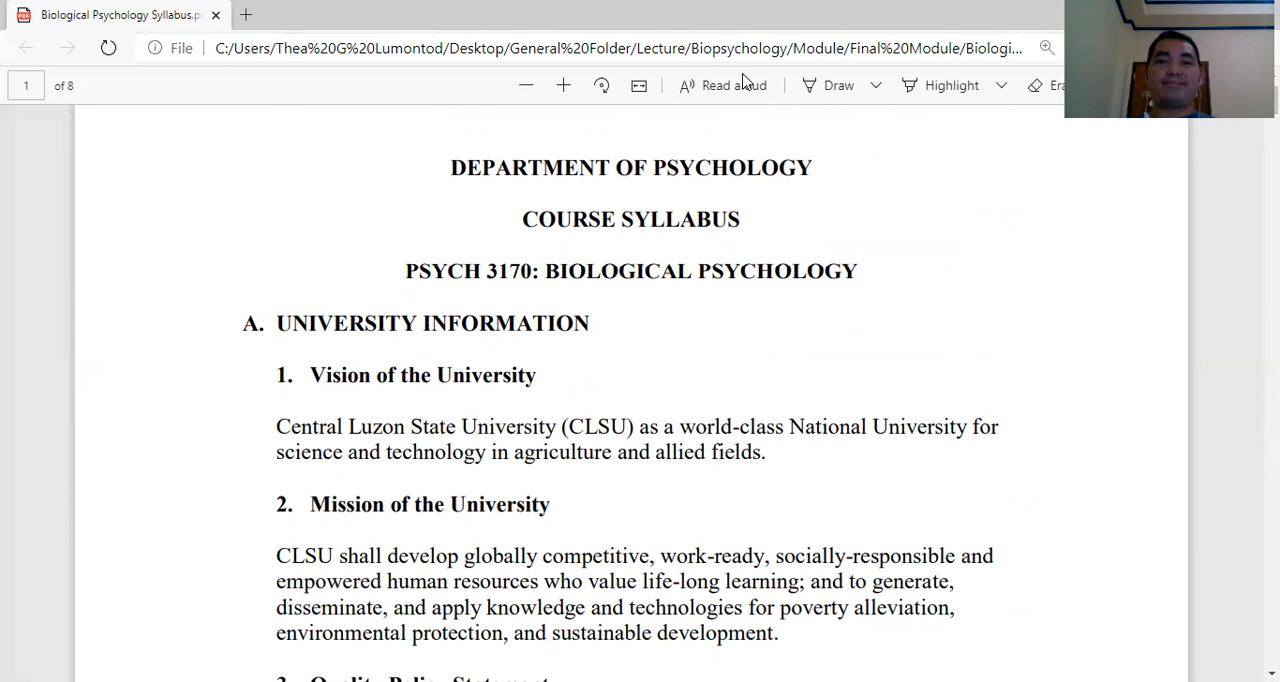 Biological Psychology Syllabus.p
File
C:/Users/Thea%20G%20Lumontod/Desktop/General%20Folder/Lecture/Biopsychology/Module/Final%20Module/Biologi...
1 of 8
Read aloud
Draw
Highlight
Era
DEPARTMENT OF PSYCHOLOGY
COURSE SYLLABUS
PSYCH 3170: BIOLOGICAL PSYCHOLOGY
A. UNIVERSITY INFORMATION
1. Vision of the University
Central Luzon State University (CLSU) as a world-class National University for
science and technology in agriculture and allied fields.
2. Mission of the University
CLSU shall develop globally competitive, work-ready, socially-responsible and
empowered human resources who value life-long learning; and to generate,
disseminate, and apply knowledge and technologies for poverty alleviation,
environmental protection, and sustainable development.
3. Quality Policy Statement